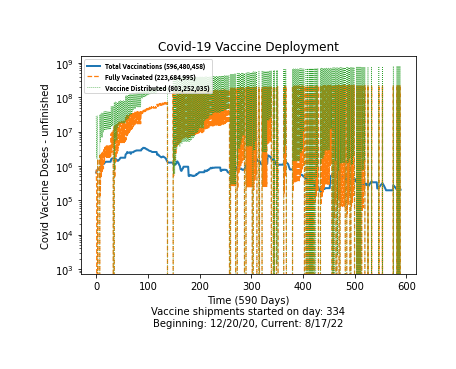 Covid-19 Vaccine Deployment
Total Vaccinations (596,480,458)
Fully Vacinated (223,684,995)
Vaccine Distributed (803,252,035)
Covid Vaccine Doses - unfinished
10⁹
10⁸
10⁷
10⁶
10⁵
10⁴
10³
0 100 200 300 400 500 600
Time (590 Days)
Vaccine shipments started on day: 334
Beginning: 12/20/20, Current: 8/17/22